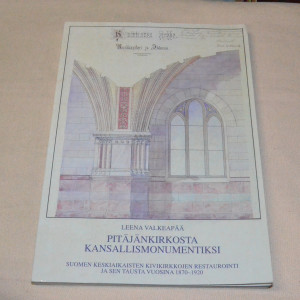 LEENA VALKEAPÄÄ
PITÄJÄNKIRKOSTA
KANSALLISMONUMENTIKSI
SUOMEN KESKIAIKAISTEN KIVIKIRKKOJEN RESTAUROINTI
JA SEN TAUSTA VUOSINA 1870–1920